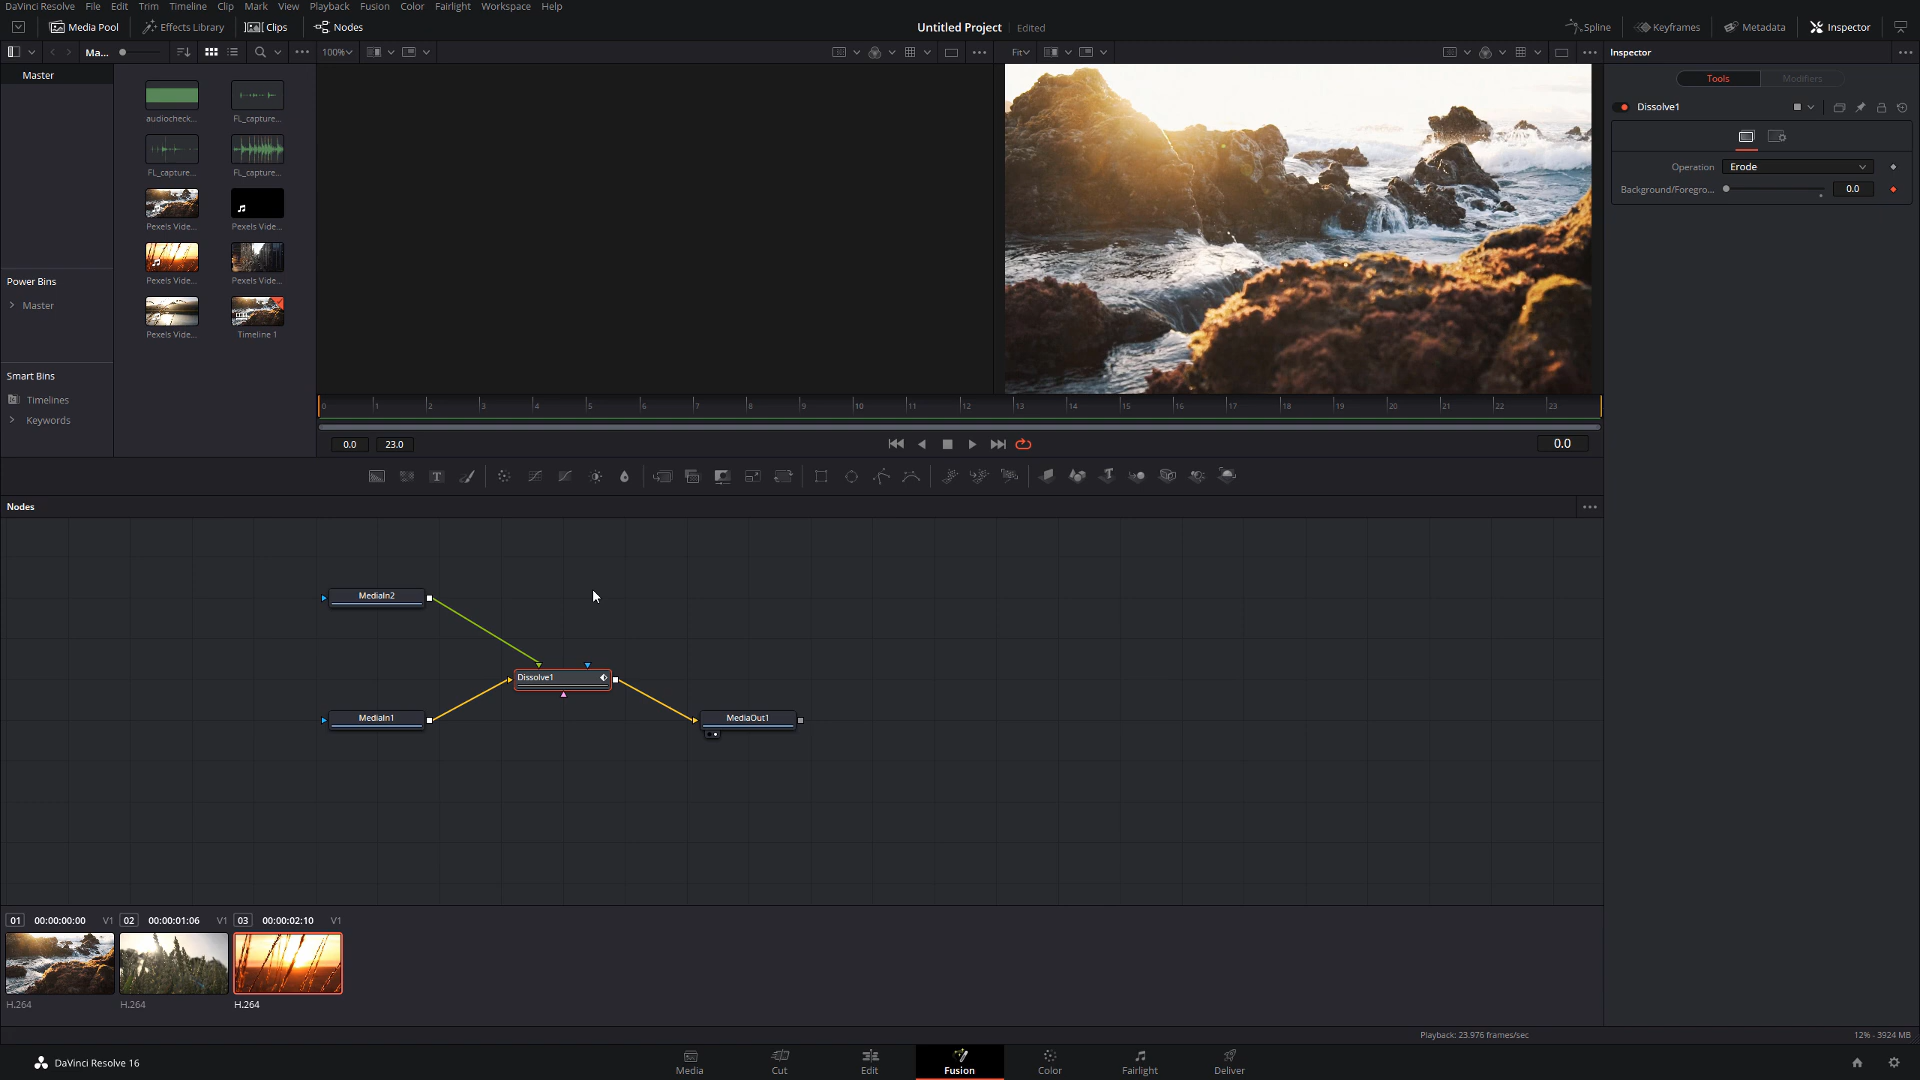 DaVinci Resolve File Edit Trim Timeline Clip Mark View Playback Fusion Color Fairlight Workspace Help
Media Pool Effects Library Clips Nodes Untitled Project Edited Spline Keyframes Metadata Inspector
Ma... 100% Fit Inspector
Master
Tools Modifiers
Dissolve1
audiocheck... FL_capture...
Operation Erode
FL_capture... FL_capture...
Background/Foregro... 0.0
Pexels Vide... Pexels Vide...
Pexels Vide... Pexels Vide...
Power Bins
Master
Pexels Vide... Timeline 1
Smart Bins
Timelines
Keywords
0 1 2 3 4 5 6 7 8 9 10 11 12 13 14 15 16 17 18 19 20 21 22 23
0.0 23.0 0.0
Nodes
MediaIn2
Dissolve1
MediaIn1 MediaOut1
01 00:00:00:00 V1 02 00:00:01:06 V1 03 00:00:02:10 V1
H.264 H.264 H.264
Playback: 23.976 frames/sec 12% - 3924 MB
DaVinci Resolve 16 Media Cut Edit Fusion Color Fairlight Deliver